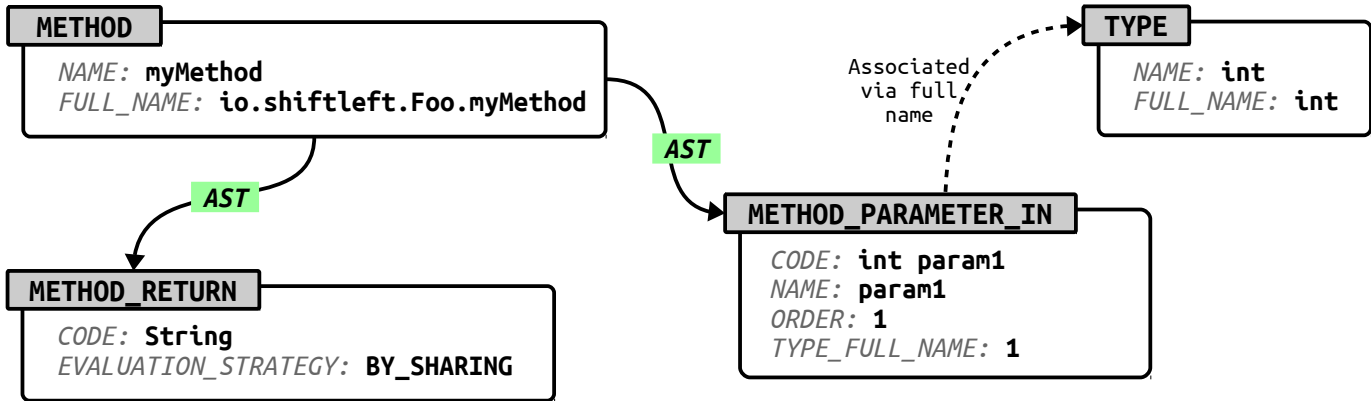 METHOD
NAME: myMethod
FULL_NAME: io.shiftleft.Foo.myMethod
TYPE
NAME: int
FULL_NAME: int
Associated
via full
name
AST
AST
METHOD_PARAMETER_IN
CODE: int param1
NAME: param1
ORDER: 1
TYPE_FULL_NAME: 1
METHOD_RETURN
CODE: String
EVALUATION_STRATEGY: BY_SHARING